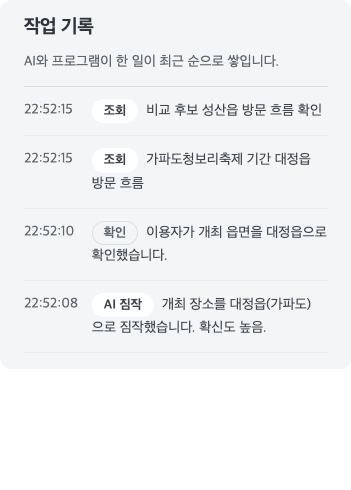 작업 기록
AI와 프로그램이 한 일이 최근 순으로 쌓입니다.
22:52:15 조회 비교 후보 성산읍 방문 흐름 확인
22:52:15 조회 가파도청보리축제 기간 대정읍
방문 흐름
22:52:10 확인 이용자가 개최 읍면을 대정읍으로
확인했습니다.
22:52:08 AI 짐작 개최 장소를 대정읍(가파도)
으로 짐작했습니다. 확신도 높음.